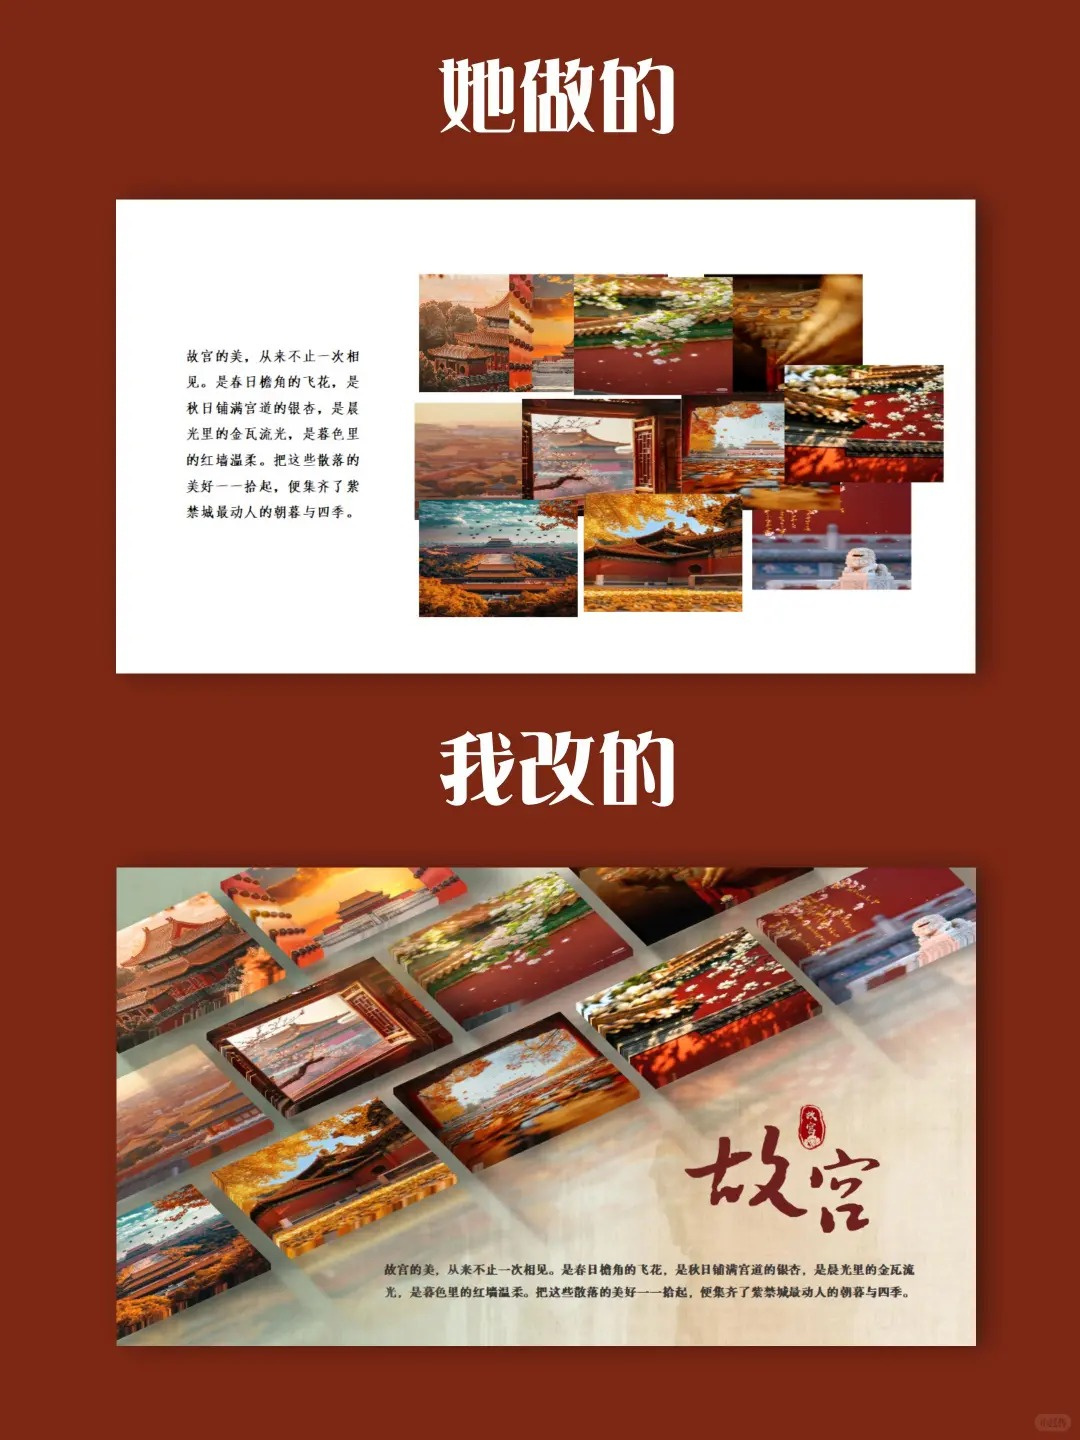 她做的
故宫的美，从来不止一次相
见。是春日檐角的飞花，是
秋日铺满宫道的银杏，是晨
光里的金瓦流光，是暮色里
的红墙温柔。把这些散落的
美好一一拾起，便集齐了紫
禁城最动人的朝暮与四季。
我改的
故宫
故宫
故宫的美，从来不止一次相见。是春日檐角的飞花，是秋日铺满宫道的银杏，是晨光里的金瓦流
光，是暮色里的红墙温柔。把这些散落的美好一一拾起，便集齐了紫禁城最动人的朝暮与四季。